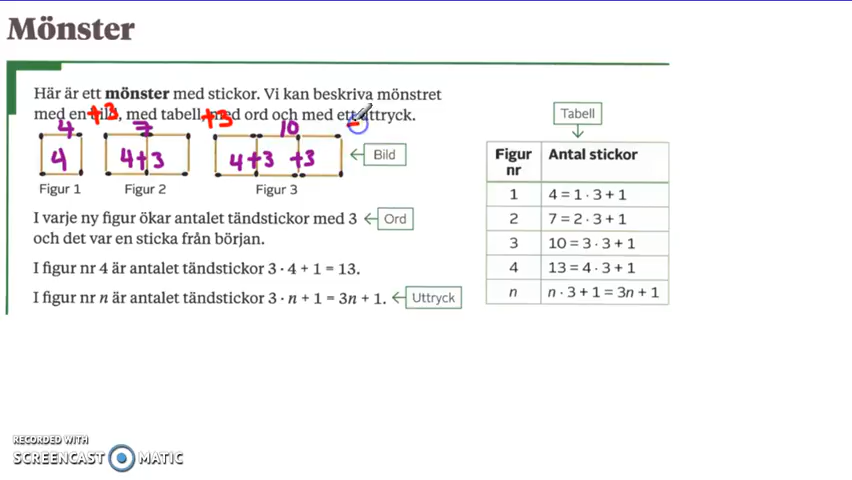 Mönster
Här är ett mönster med stickor. Vi kan beskriva mönstret
med en bild, med tabell, med ord och med ett uttryck.
+3 +3
4 7 10
4 4+3 4+3 +3
Bild
Figur 1 Figur 2 Figur 3
I varje ny figur ökar antalet tändstickor med 3
Ord
och det var en sticka från början.
I figur nr 4 är antalet tändstickor 3 · 4 + 1 = 13.
I figur nr n är antalet tändstickor 3 · n + 1 = 3n + 1.
Uttryck
Tabell
Figur nr Antal stickor
1 4 = 1 · 3 + 1
2 7 = 2 · 3 + 1
3 10 = 3 · 3 + 1
4 13 = 4 · 3 + 1
n n · 3 + 1 = 3n + 1
RECORDED WITH
SCREENCAST MATIC